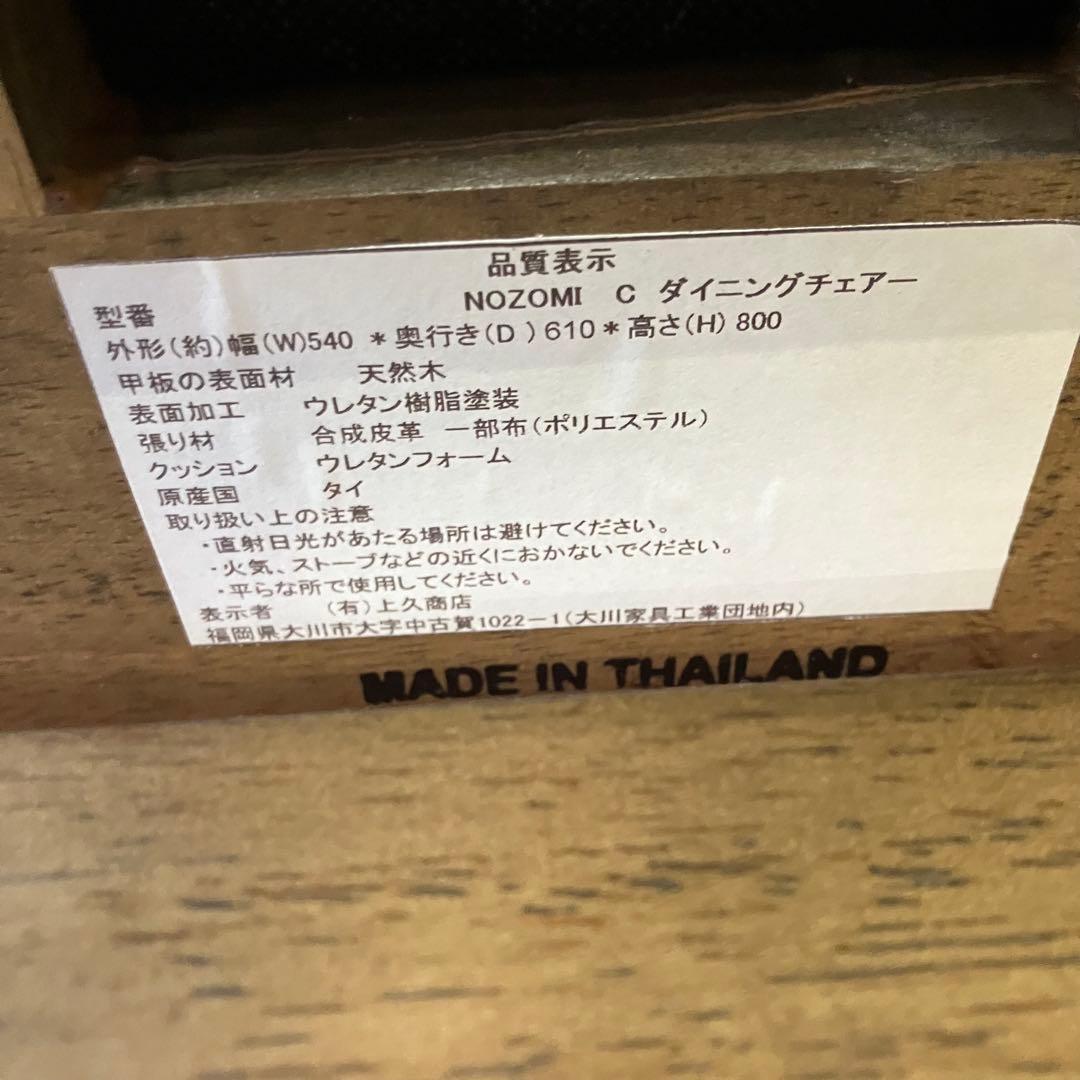 品質表示
型番 NOZOMI C ダイニングチェアー
外形(約)幅(W)540 *奥行き(D )610*高さ(H) 800
甲板の表面材 天然木
表面加工 ウレタン樹脂塗装
張り材 合成皮革 一部布(ポリエステル)
クッション ウレタンフォーム
原産国 タイ
取り扱い上の注意
・直射日光があたる場所は避けてください。
・火気、ストーブなどの近くにおかないでください。
・平らな所で使用してください。
表示者 (有)上久商店
福岡県大川市大字中古賀1022-1(大川家具工業団地内)
MADE IN THAILAND